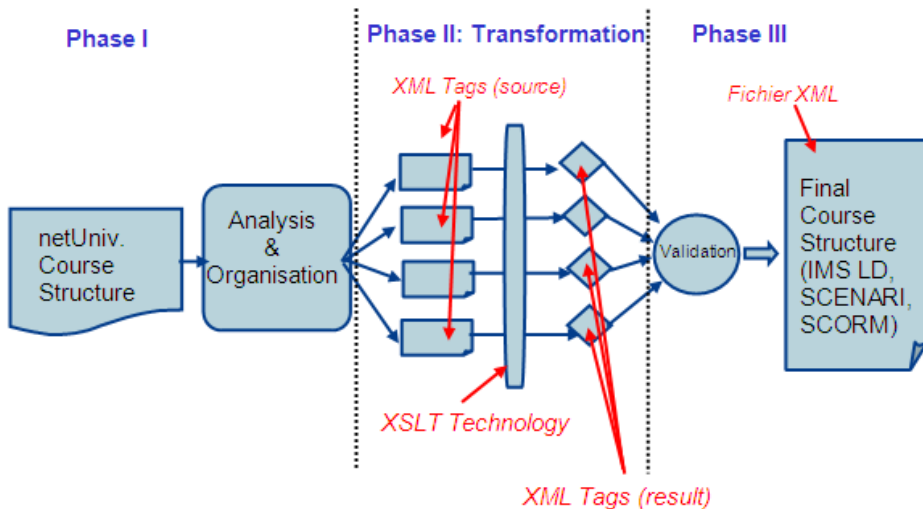 Phase I
Phase II: Transformation
Phase III
XML Tags (source)
Fichier XML
netUniv.
Course
Structure
Analysis
&
Organisation
Validation
Final
Course
Structure
(IMS LD,
SCENARI,
SCORM)
XSLT Technology
XML Tags (result)